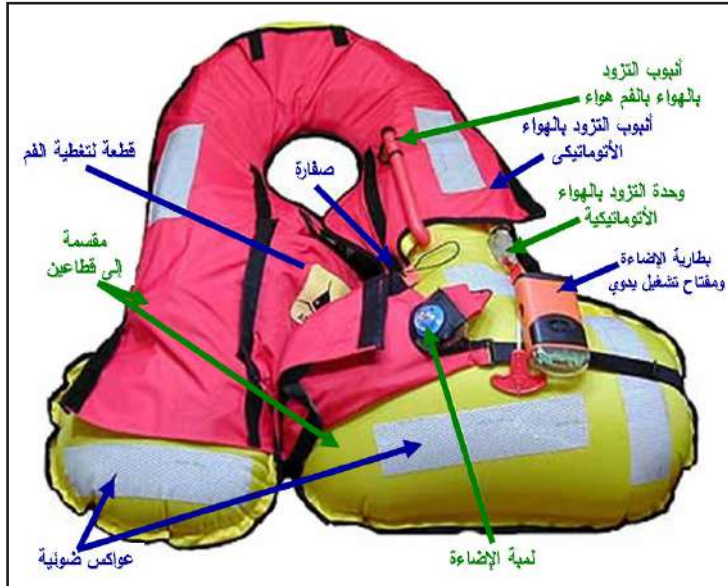 أنبوب التزود
بالهواء بالفم هواء
أنبوب التزود بالهواء
الأتوماتيكى
وحدة التزود بالهواء
الأتوماتيكية
بطارية الإضاءة
ومفتاح تشغيل يدوي
صفارة
قطعة لتغطية الفم
مقسمة
إلى قطاعين
عواكس ضوئية
لمبة الإضاءة